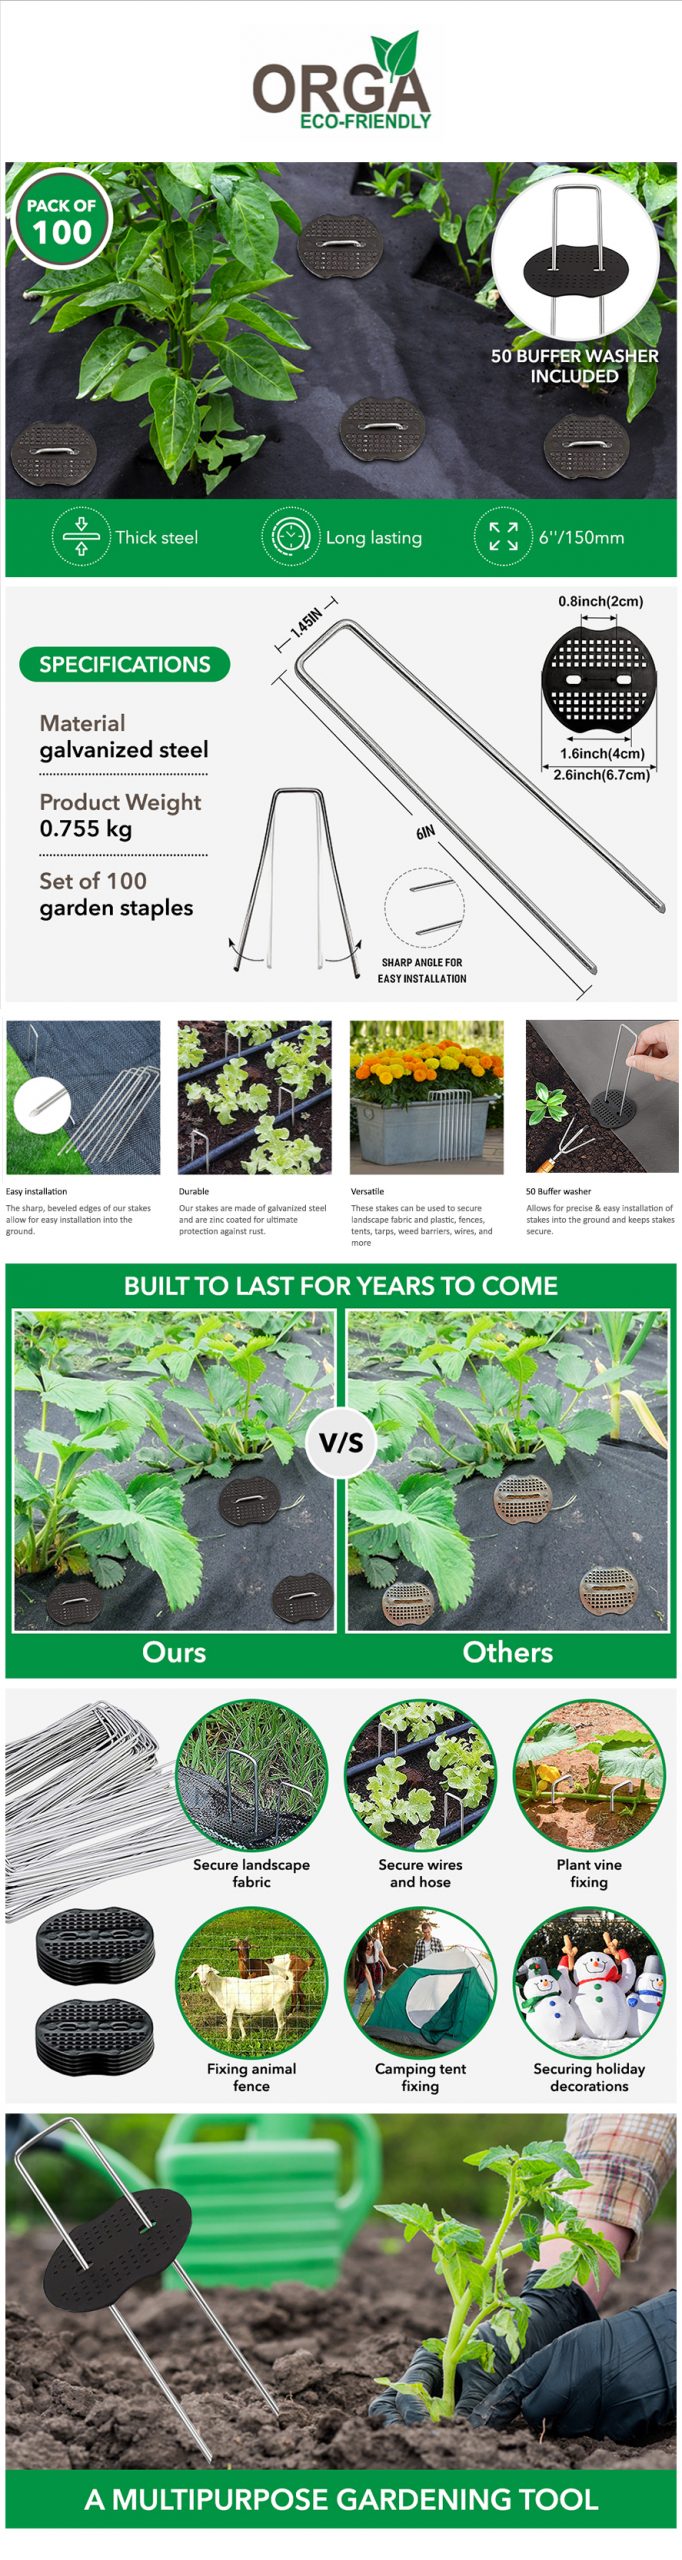 ORGA
ECO-FRIENDLY
PACK OF
100
50 BUFFER WASHER
INCLUDED
Thick steel
Long lasting
6''/150mm
SPECIFICATIONS
Material
galvanized steel
Product Weight
0.755 kg
Set of 100
garden staples
1.45IN
6IN
SHARP ANGLE FOR
EASY INSTALLATION
0.8inch(2cm)
1.6inch(4cm)
2.6inch(6.7cm)
Easy installation
The sharp, beveled edges of our stakes
allow for easy installation into the
ground.
Durable
Our stakes are made of galvanized steel
and are zinc coated for ultimate
protection against rust.
Versatile
These stakes can be used to secure
landscape fabric and plastic, fences,
tents, tarps, weed barriers, wires, and
more
50 Buffer washer
Allows for precise & easy installation of
stakes into the ground and keeps stakes
secure.
BUILT TO LAST FOR YEARS TO COME
V/S
Ours
Others
Secure landscape
fabric
Secure wires
and hose
Plant vine
fixing
Fixing animal
fence
Camping tent
fixing
Securing holiday
decorations
A MULTIPURPOSE GARDENING TOOL